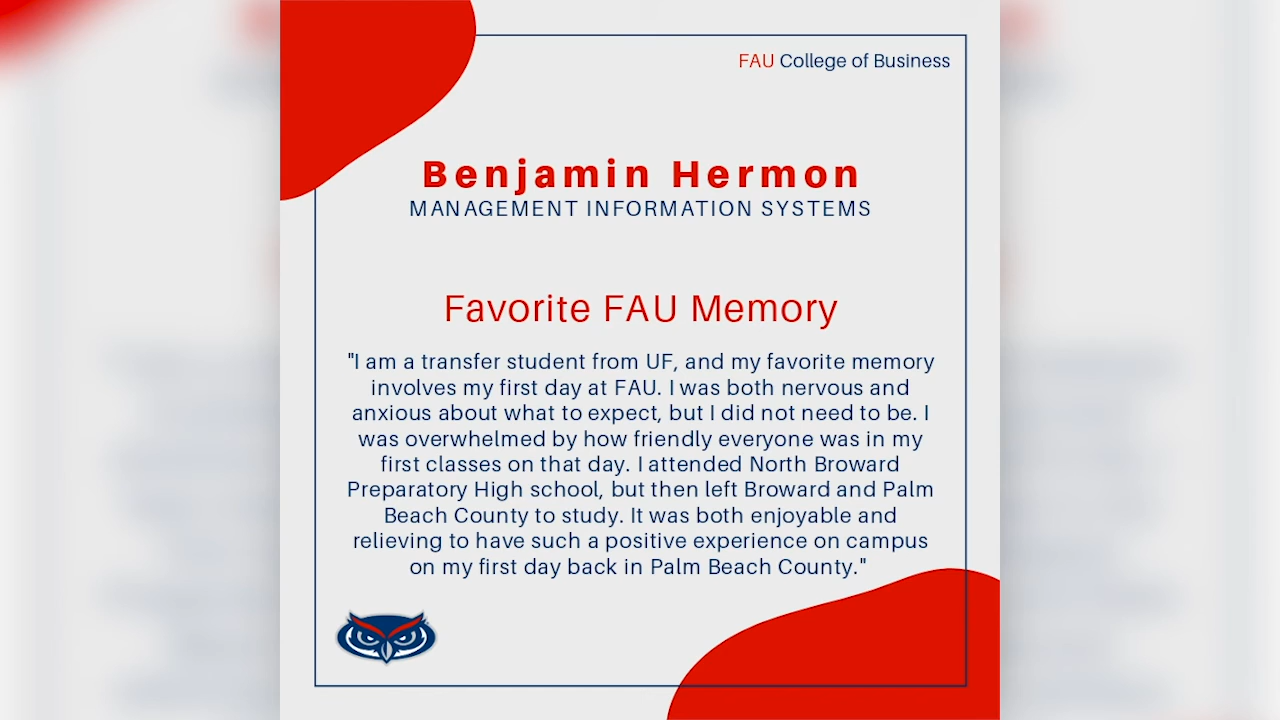 FAU College of Business
Benjamin Hermon
MANAGEMENT INFORMATION SYSTEMS
Favorite FAU Memory
"I am a transfer student from UF, and my favorite memory
involves my first day at FAU. I was both nervous and
anxious about what to expect, but I did not need to be. I
was overwhelmed by how friendly everyone was in my
first classes on that day. I attended North Broward
Preparatory High school, but then left Broward and Palm
Beach County to study. It was both enjoyable and
relieving to have such a positive experience on campus
on my first day back in Palm Beach County."